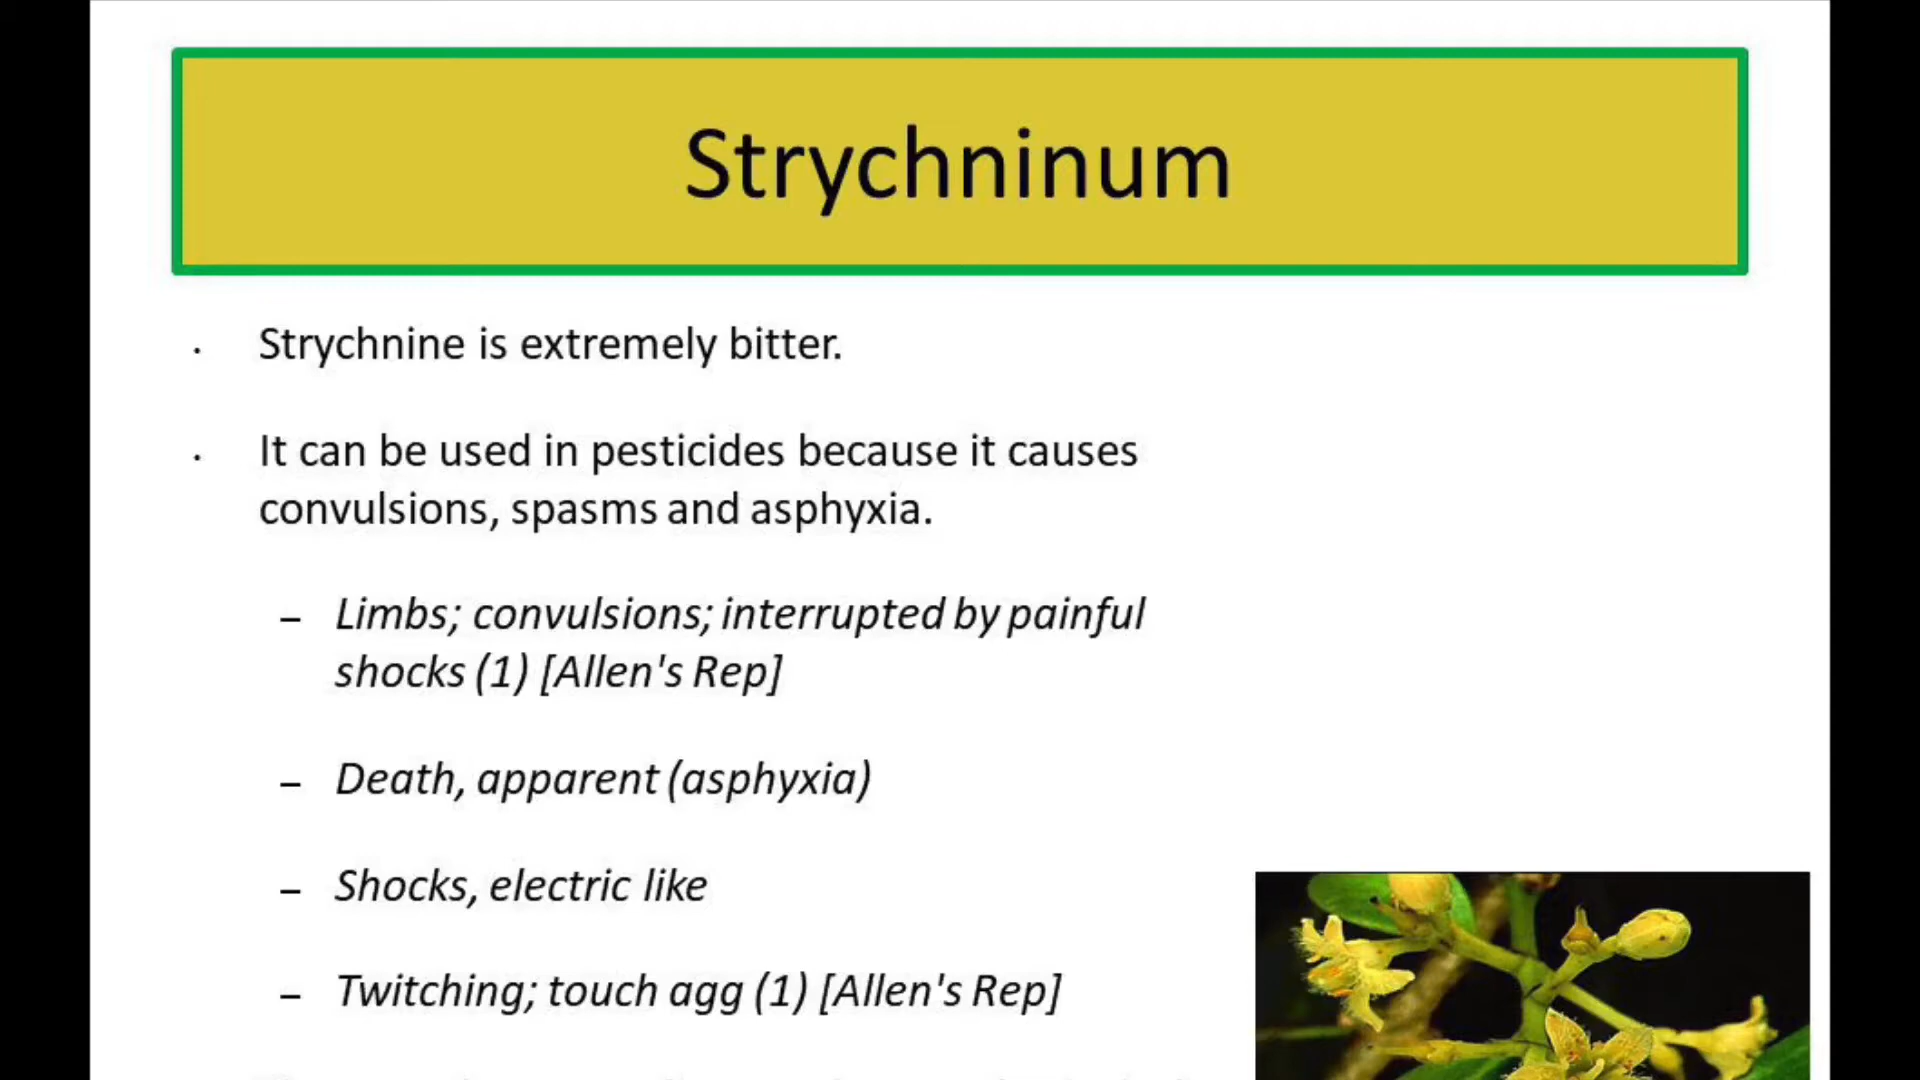 Strychninum
· Strychnine is extremely bitter.
· It can be used in pesticides because it causes
convulsions, spasms and asphyxia.
– Limbs; convulsions; interrupted by painful
shocks (1) [Allen's Rep]
– Death, apparent (asphyxia)
– Shocks, electric like
– Twitching; touch agg (1) [Allen's Rep]